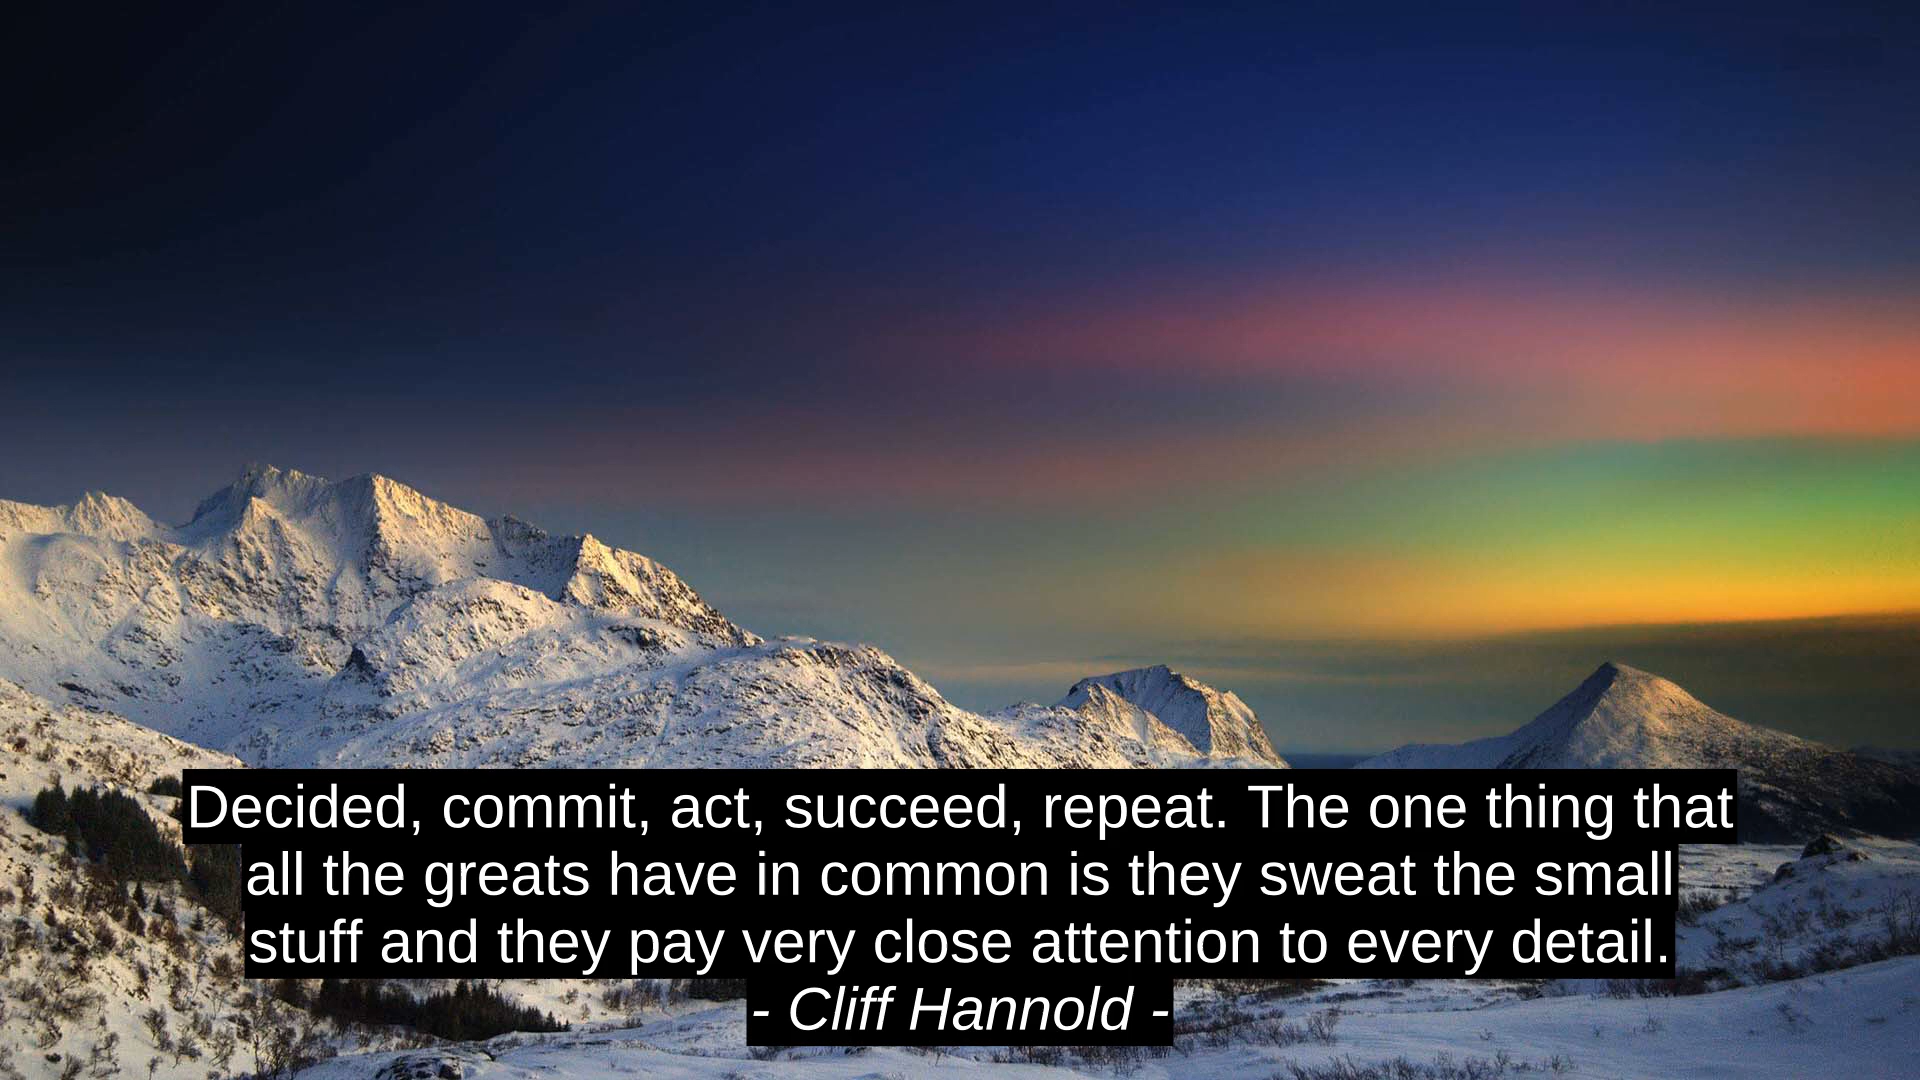 Decided, commit, act, succeed, repeat. The one thing that
all the greats have in common is they sweat the small
stuff and they pay very close attention to every detail.
- Cliff Hannold -